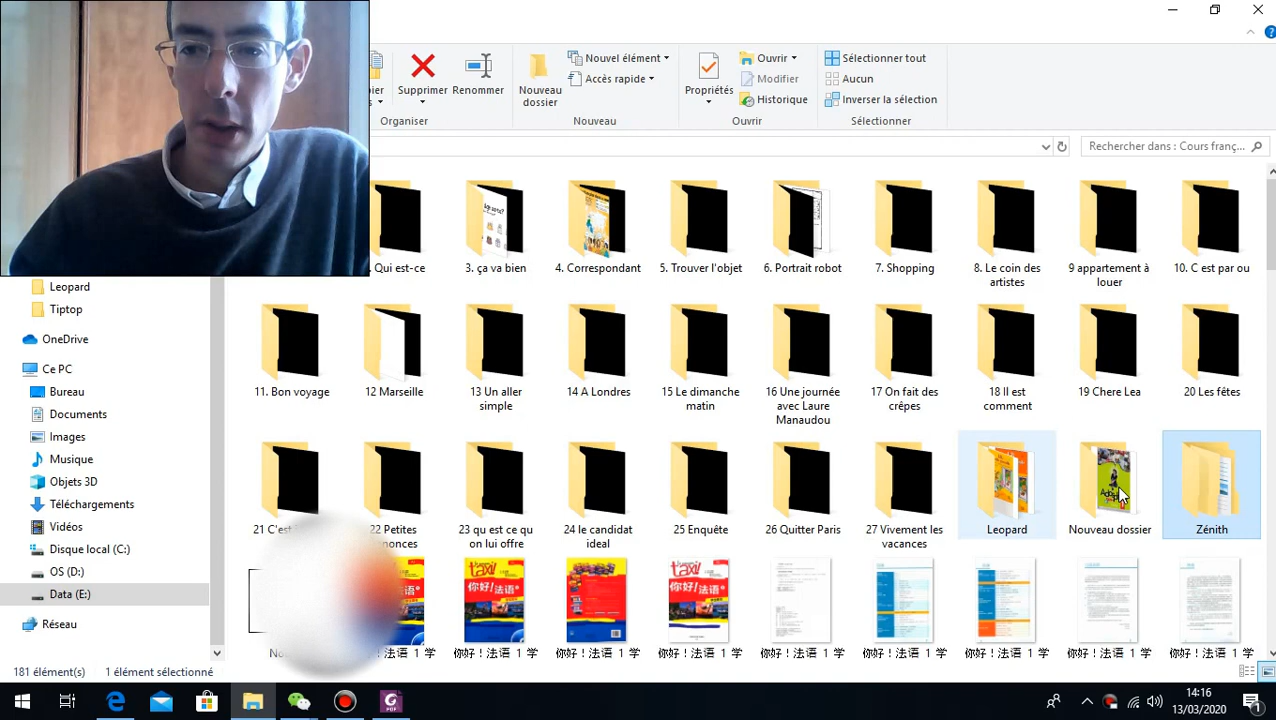 Supprimer
Renommer
Nouveau
dossier
Nouvel élément
Accès rapide
Propriétés
Ouvrir
Modifier
Historique
Sélectionner tout
Aucun
Inverser la sélection
Organiser
Nouveau
Ouvrir
Sélectionner
Rechercher dans : Cours franç...
Qui est-ce
3. ça va bien
4. Correspondant
5. Trouver l'objet
6. Portrait robot
7. Shopping
8. Le coin des
artistes
9 appartement à
louer
10. C est par ou
Leopard
Tiptop
OneDrive
Ce PC
Bureau
Documents
Images
Musique
Objets 3D
Téléchargements
Vidéos
Disque local (C:)
OS (D:)
Data (E:)
Réseau
11. Bon voyage
12 Marseille
13 Un aller
simple
14 A Londres
15 Le dimanche
matin
16 Une journée
avec Laure
Manaudou
17 On fait des
crêpes
18 Il est
comment
19 Chere Lea
20 Les fêtes
22 Petites
23 qu est ce qu
on lui offre
24 le candidat
ideal
25 Enquête
26 Quitter Paris
27 Vivement les
vacances
Leopard
Nouveau dossier
Zénith
taxi!
你好!法语
taxi!
你好!法语
你好!法语 1 学
你好!法语 1 学
你好!法语 1 学
你好!法语 1 学
你好!法语 1 学
你好!法语 1 学
你好!法语 1 学
你好!法语 1 学
你好!法语 1 学
181 élément(s)
1 élément sélectionné
14:16
13/03/2020